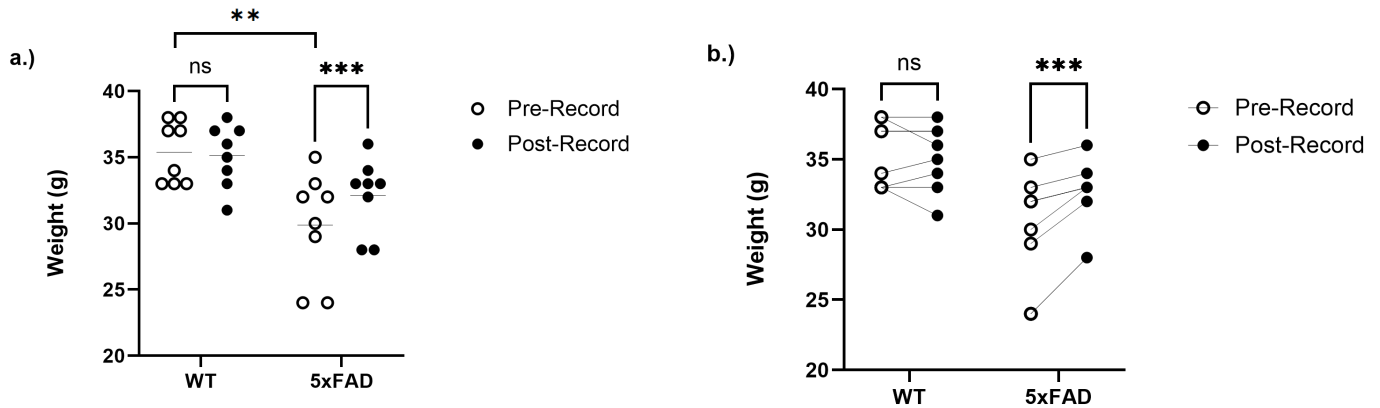 a.)
**
ns
***
Weight (g)
40
35
30
25
20
WT
5xFAD
Pre-Record
Post-Record
b.)
ns
***
Weight (g)
40
35
30
25
20
WT
5xFAD
Pre-Record
Post-Record